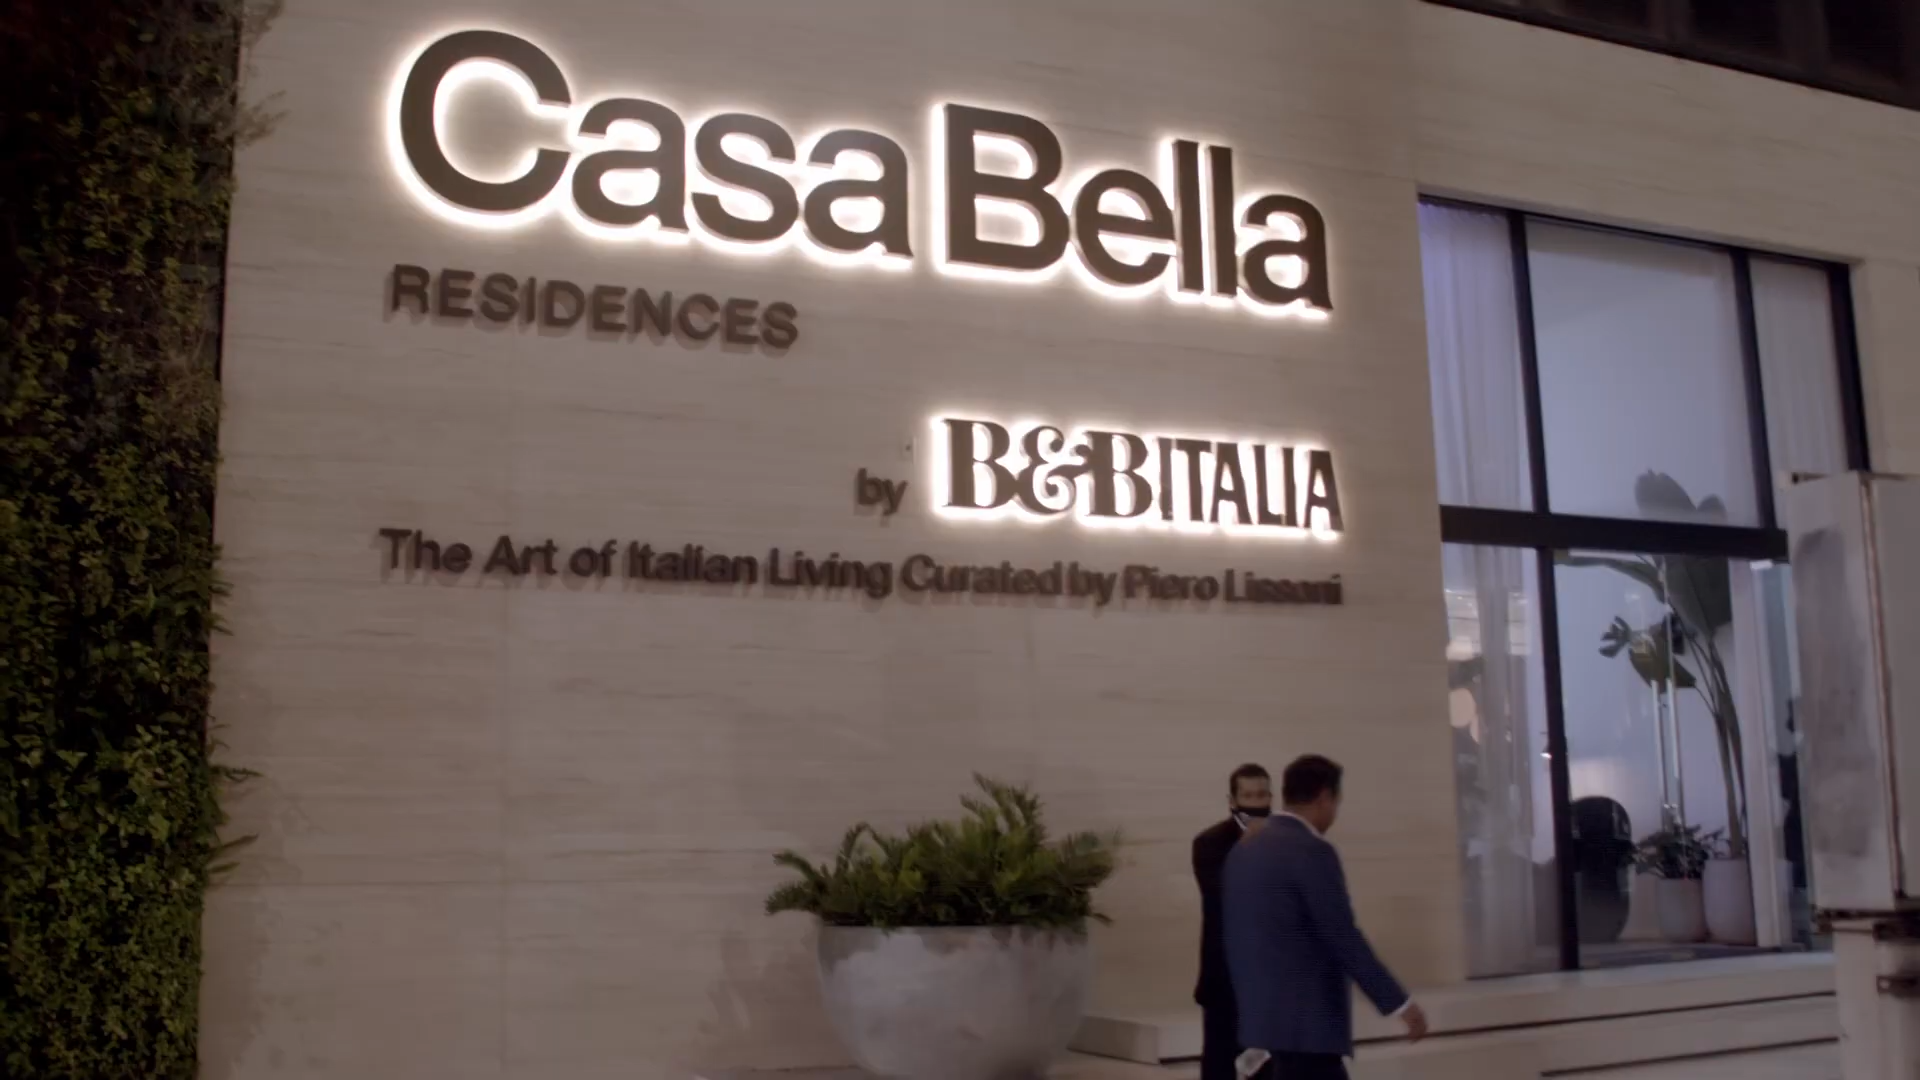 Casa Bella
RESIDENCES
by B&B ITALIA
The Art of Italian Living Curated by Piero Lissoni